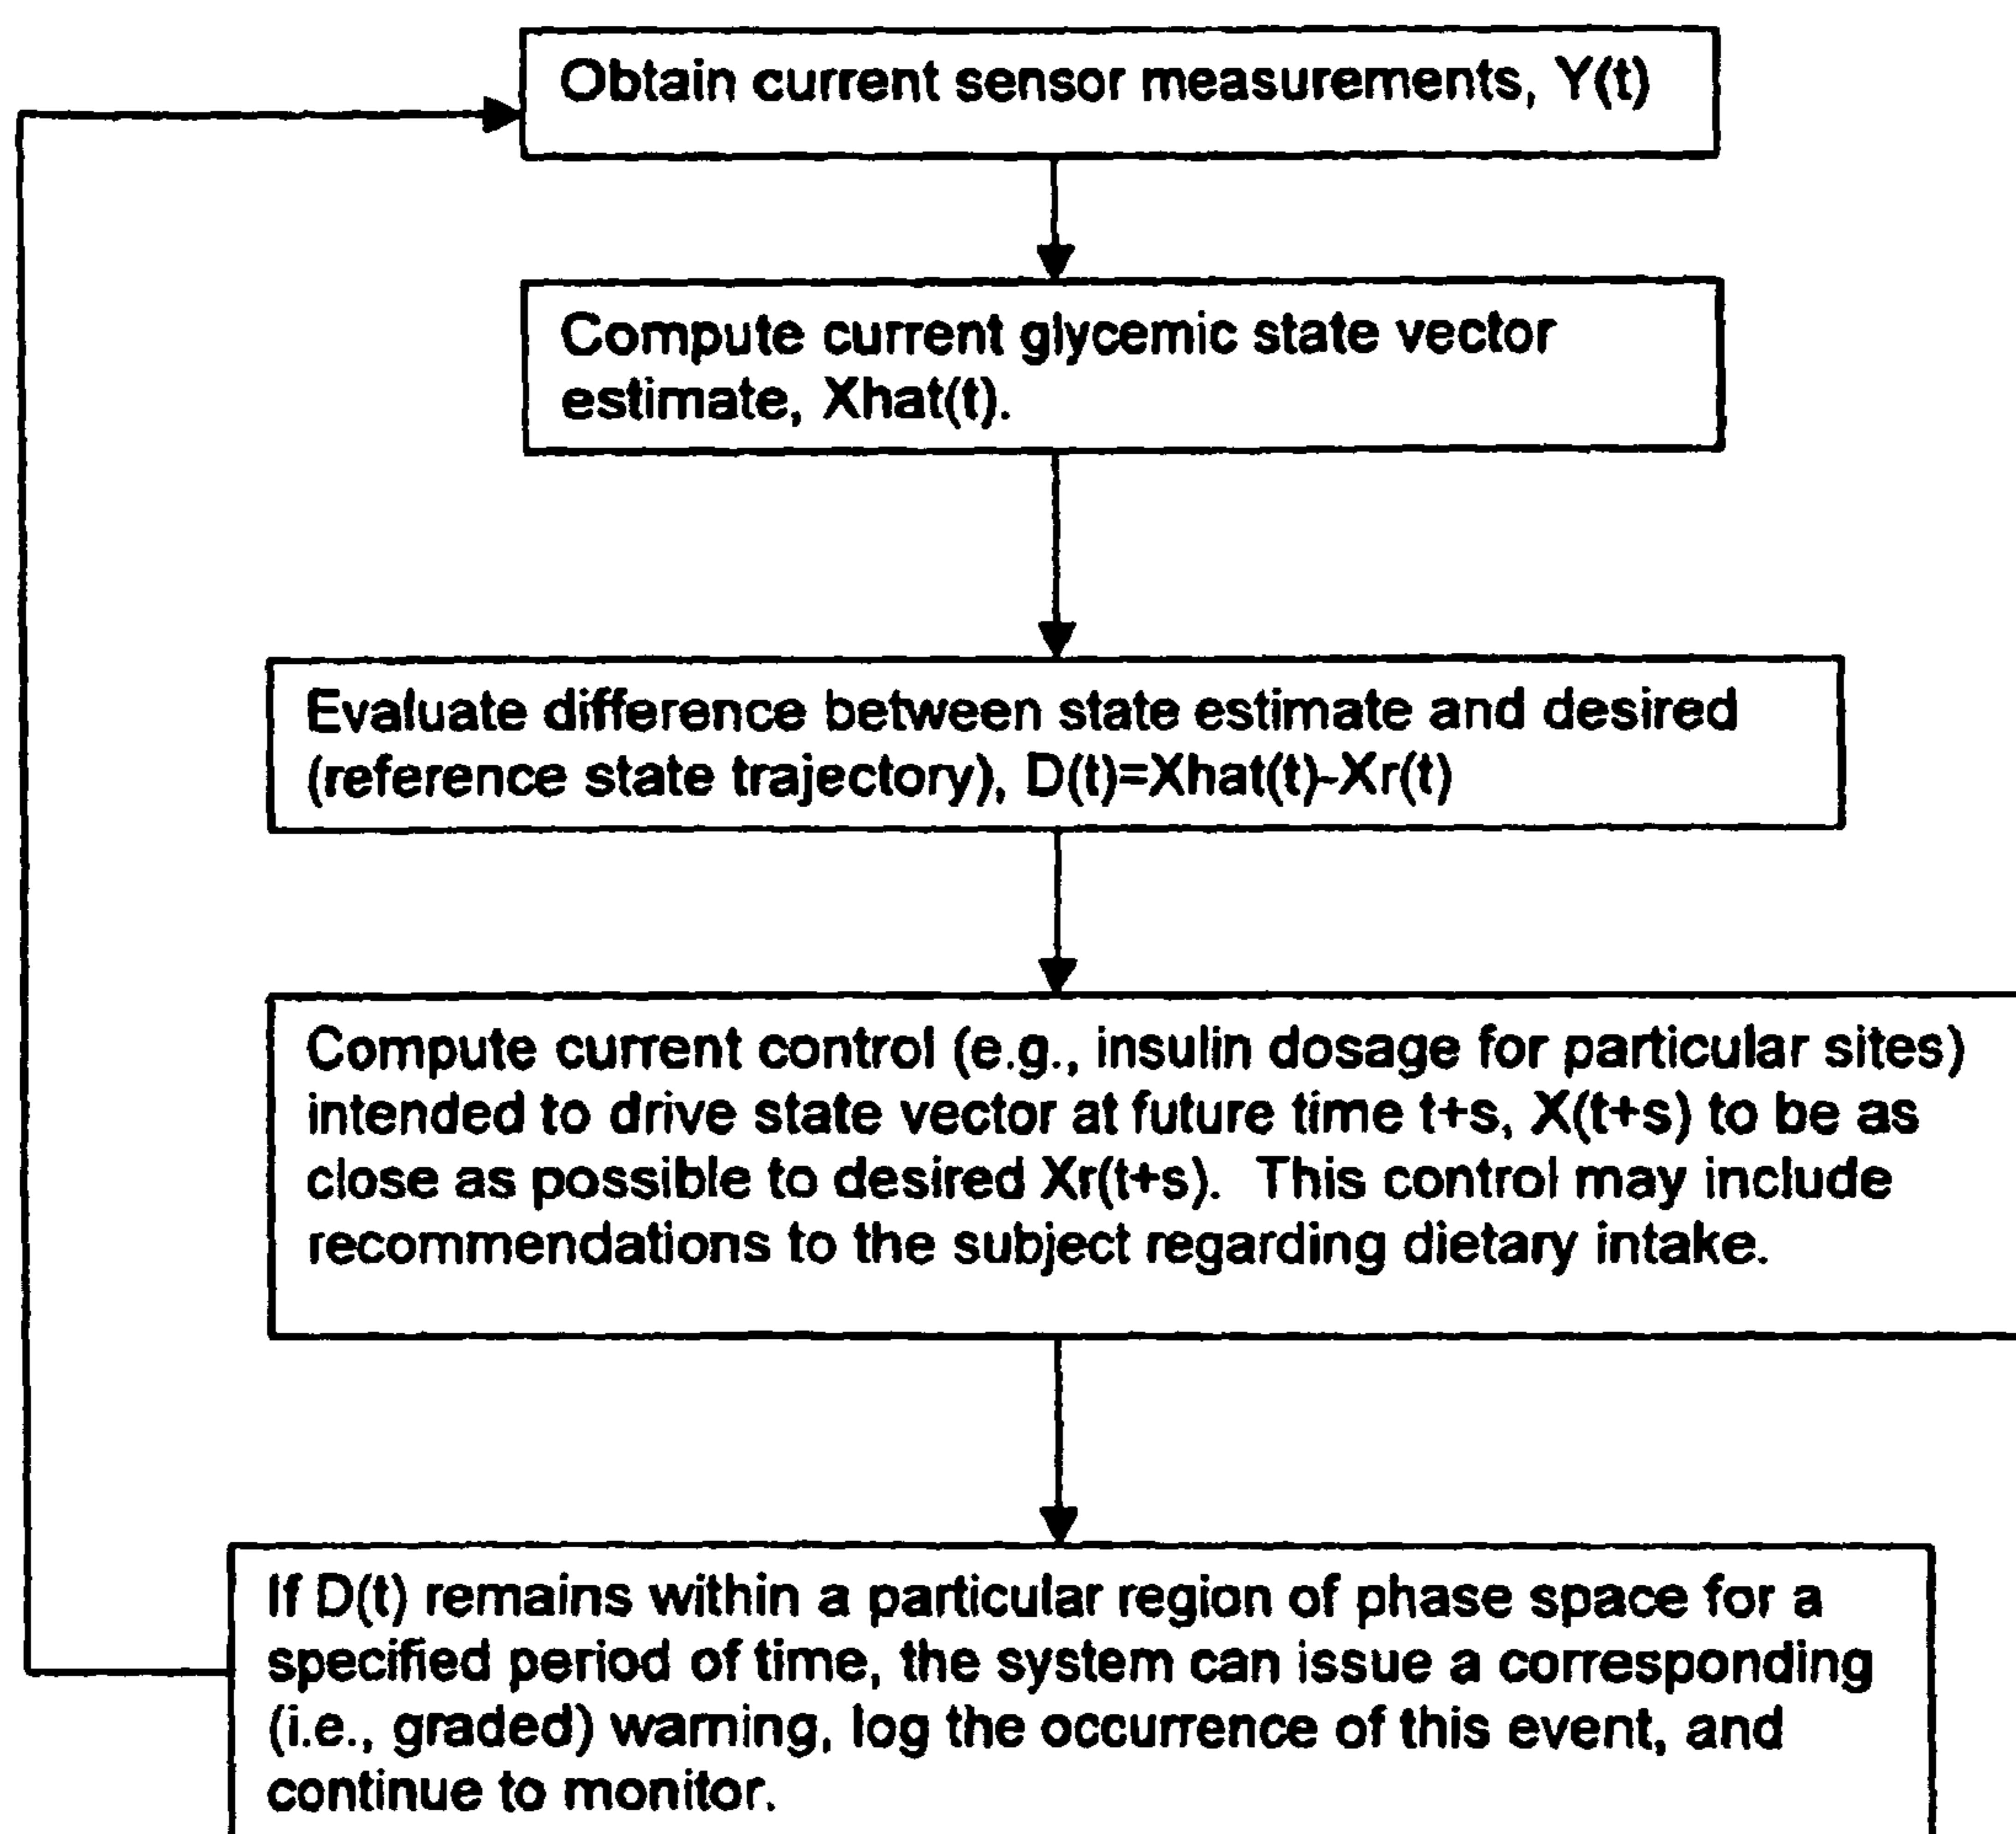 Obtain current sensor measurements, Y(t)
Compute current glycemic state vector
estimate, Xhat(t).
Evaluate difference between state estimate and desired
(reference state trajectory), D(t)=Xhat(t)-Xr(t)
Compute current control (e.g., insulin dosage for particular sites)
intended to drive state vector at future time t+s, X(t+s) to be as
close as possible to desired Xr(t+s).  This control may include
recommendations to the subject regarding dietary intake.
If D(t) remains within a particular region of phase space for a
specified period of time, the system can issue a corresponding
(i.e., graded) warning, log the occurrence of this event, and
continue to monitor.